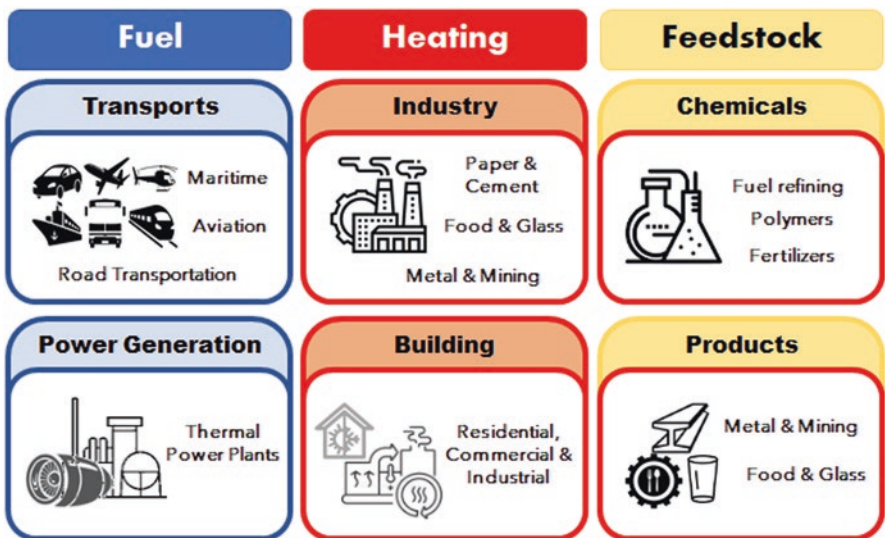 Fuel
Heating
Feedstock
Transports
Maritime
Aviation
Road Transportation
Industry
Paper &
Cement
Food & Glass
Metal & Mining
Chemicals
Fuel refining
Polymers
Fertilizers
Power Generation
Thermal
Power Plants
Building
Residential,
Commercial &
Industrial
Products
Metal & Mining
Food & Glass